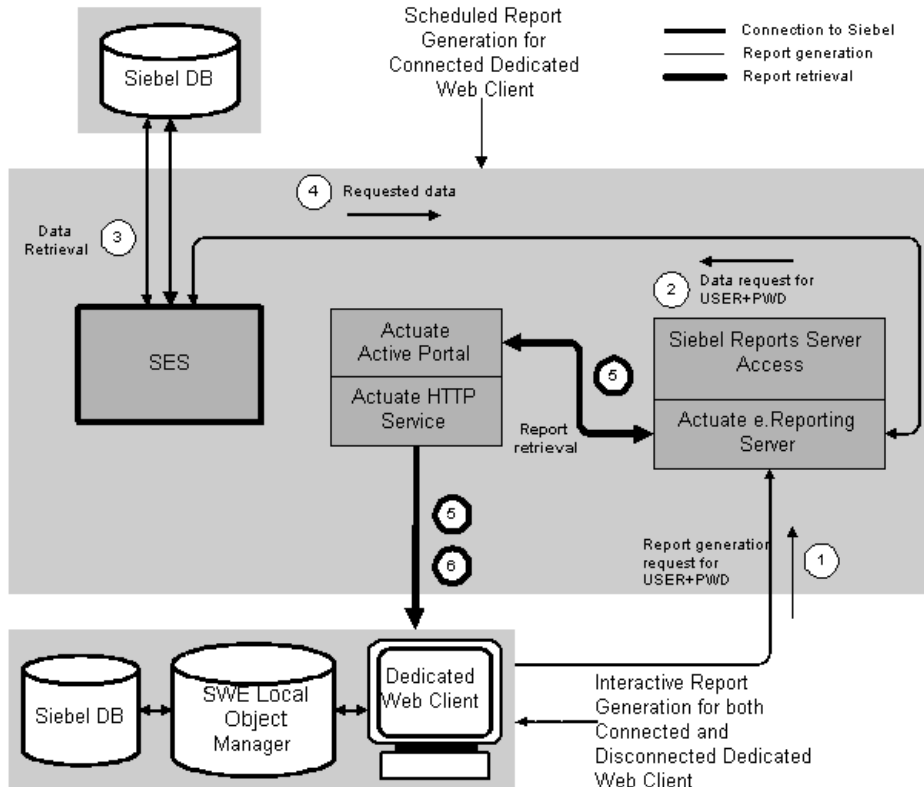 Scheduled Report
Generation for
Connected Dedicated
Web Client
Connection to Siebel
Report generation
Report retrieval
Siebel DB
4
Requested data
Data
Retrieval
3
2
Data request for
USER+PWD
SES
Actuate
Active Portal
Actuate HTTP
Service
5
Siebel Reports Server
Access
Actuate e.Reporting
Server
Report
retrieval
5
6
Report generation
request for
USER+PWD
1
Siebel DB
SWE Local
Object
Manager
Dedicated
Web Client
Interactive Report
Generation for both
Connected and
Disconnected Dedicated
Web Client